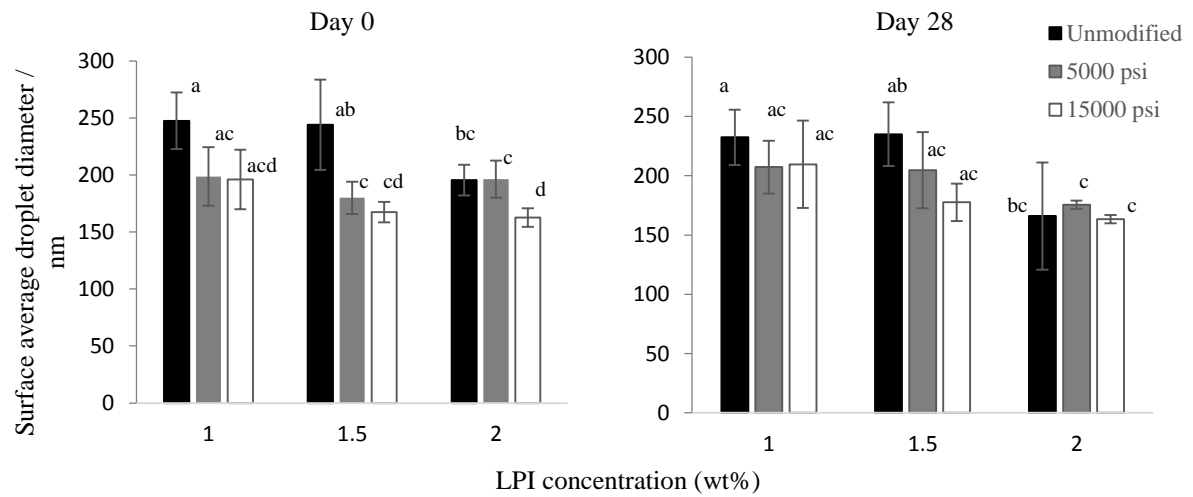 Day 0
Day 28
Unmodified
5000 psi
15000 psi
Surface average droplet diameter /
nm
300
250
200
150
100
50
0
a
ac
acd
ab
c
cd
bc
c
d
1
1.5
2
300
250
200
150
100
50
0
a
ac
ac
ab
ac
ac
bc
c
c
1
1.5
2
LPI concentration (wt%)